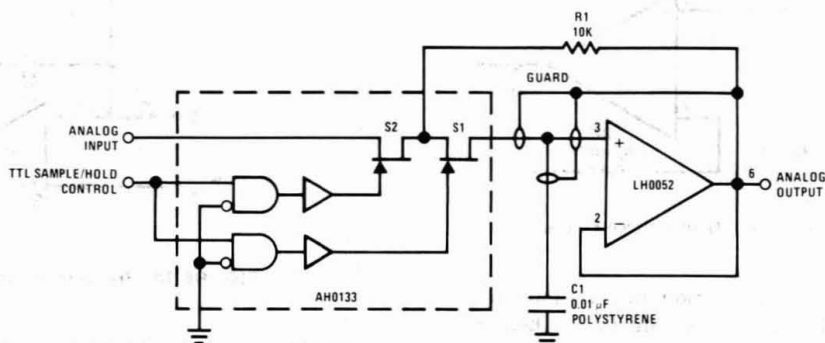 R1
10K
GUARD
ANALOG
INPUT
S2
S1
3
+
TTL SAMPLE/HOLD
CONTROL
LH0052
6
ANALOG
OUTPUT
2
−
AH0133
C1
0.01 μF
POLYSTYRENE